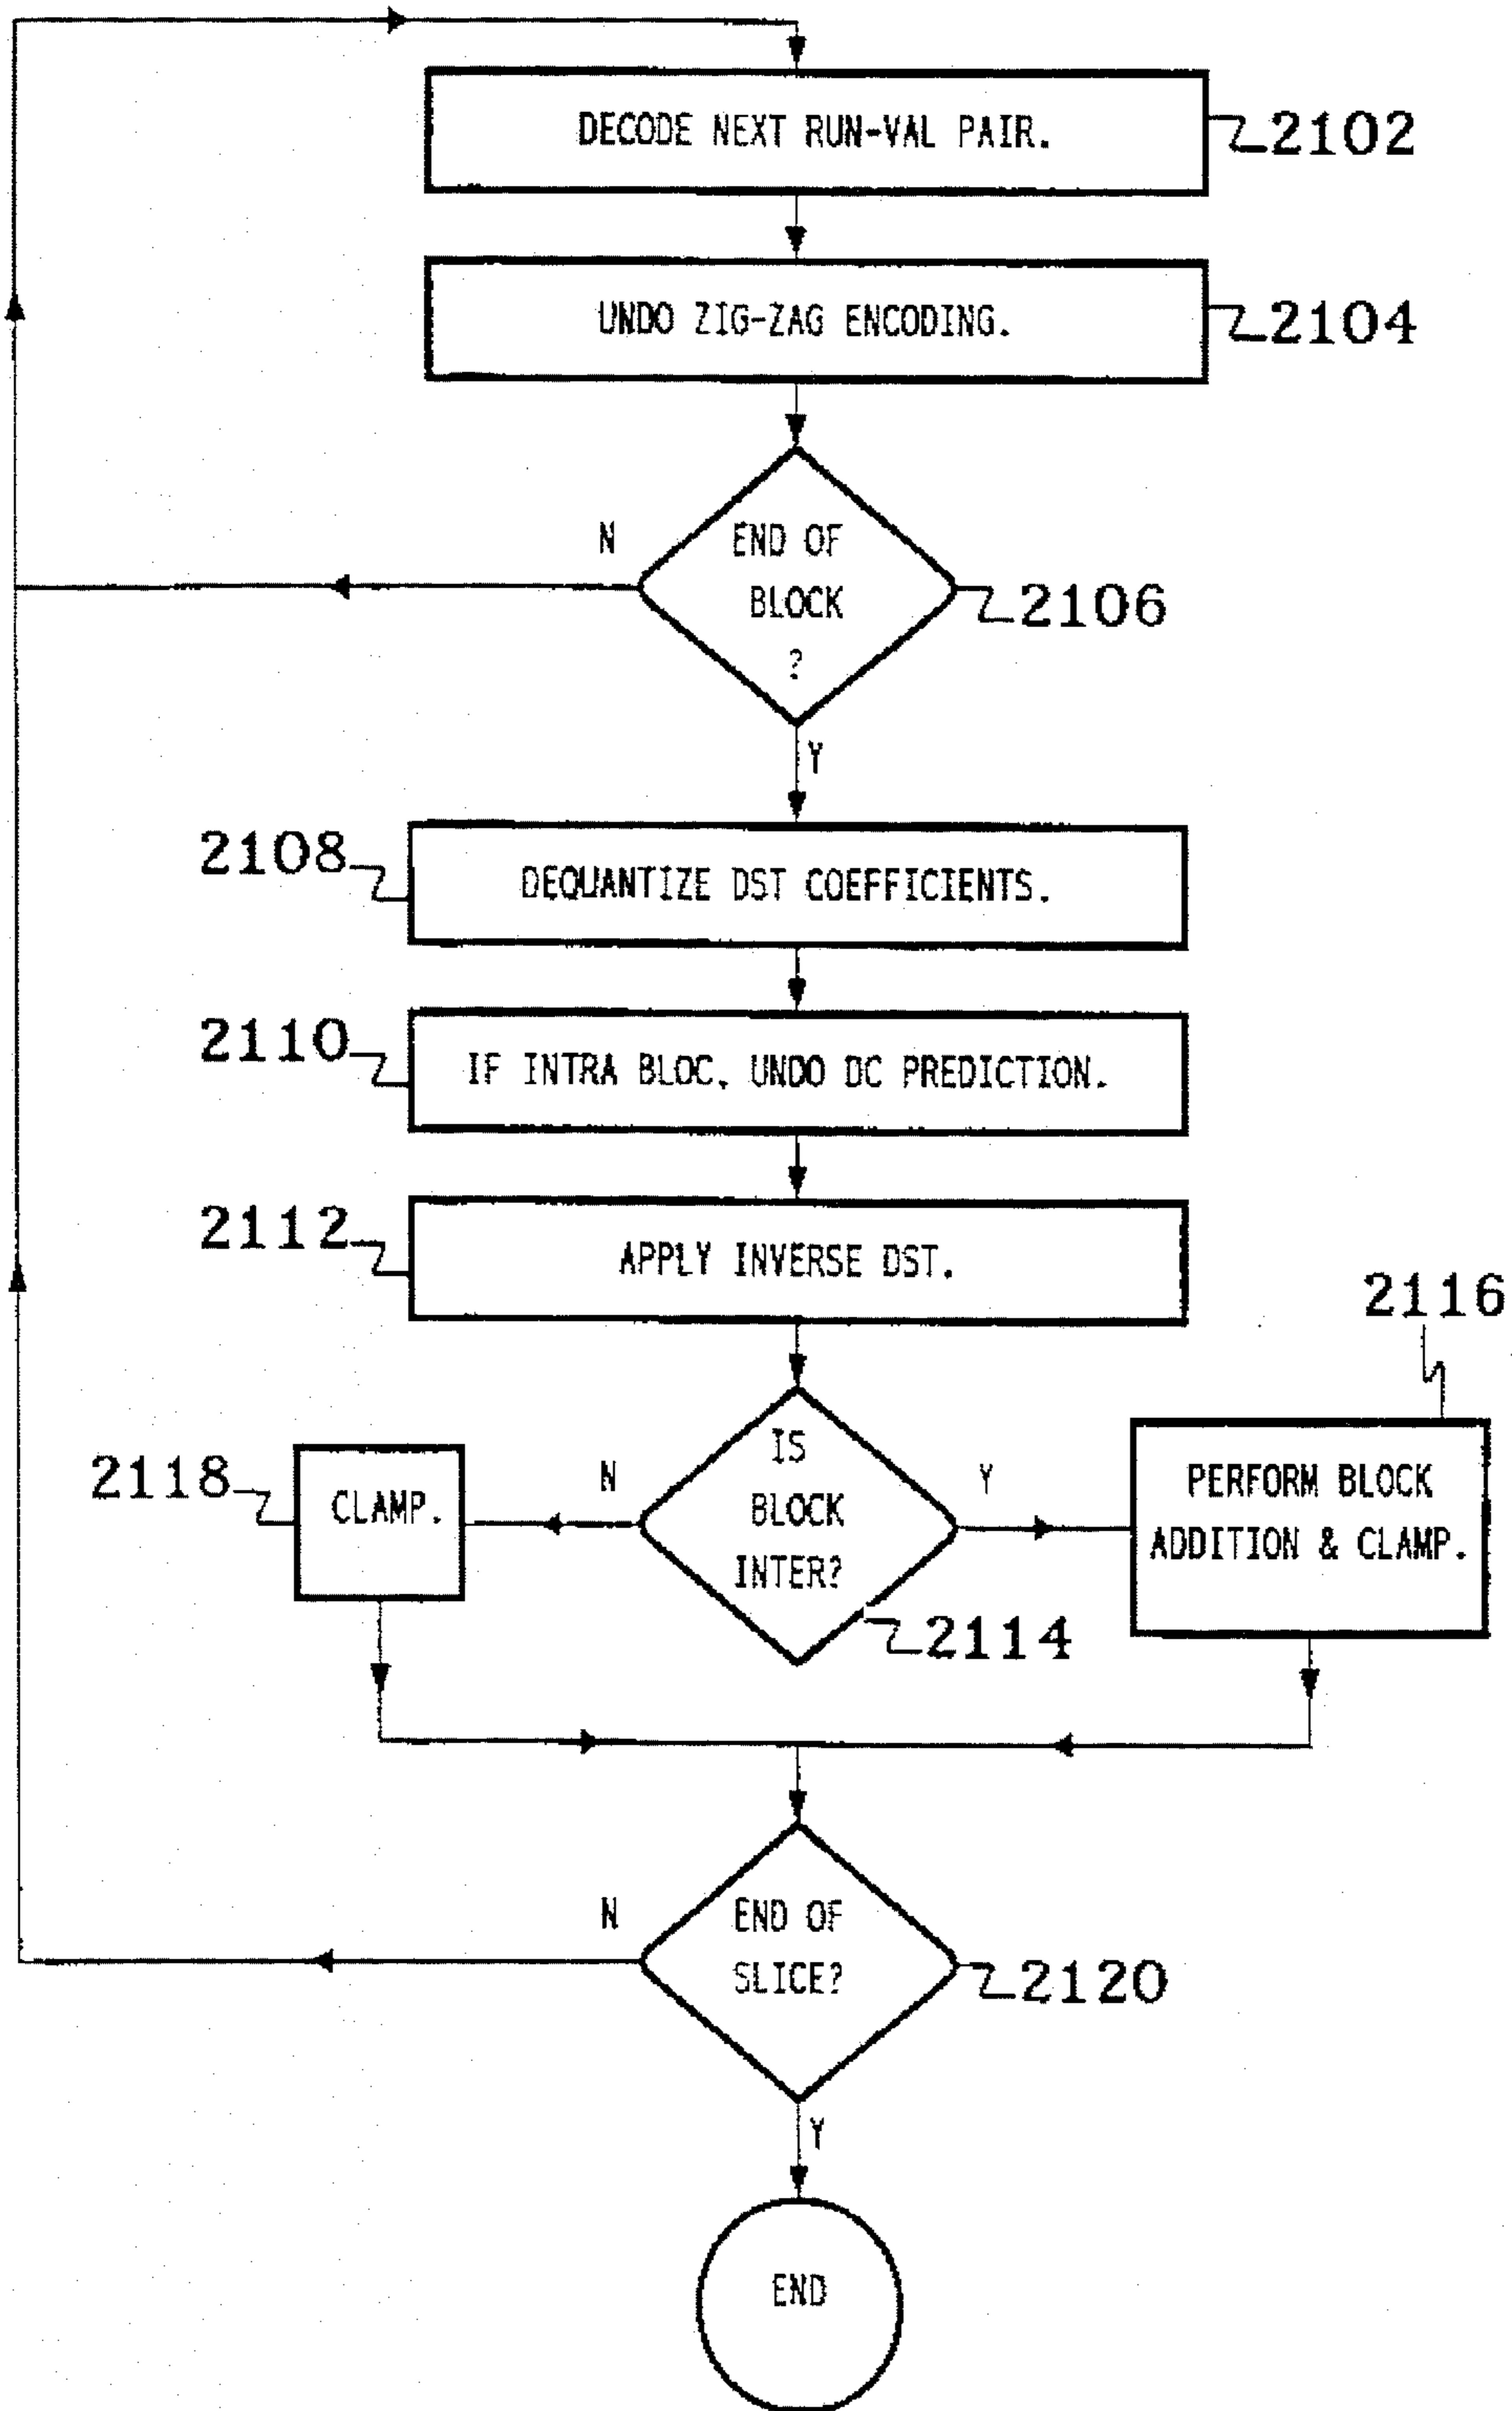 DECODE NEXT RUN-VAL PAIR.
2102
UNDO ZIG-ZAG ENCODING.
2104
N
END OF
BLOCK
?
2106
Y
2108
DEQUANTIZE DST COEFFICIENTS.
2110
IF INTRA BLOC, UNDO DC PREDICTION.
2112
APPLY INVERSE DST.
2116
2118
CLAMP.
N
IS
BLOCK
INTER?
Y
PERFORM BLOCK
ADDITION & CLAMP.
2114
N
END OF
SLICE?
2120
Y
END